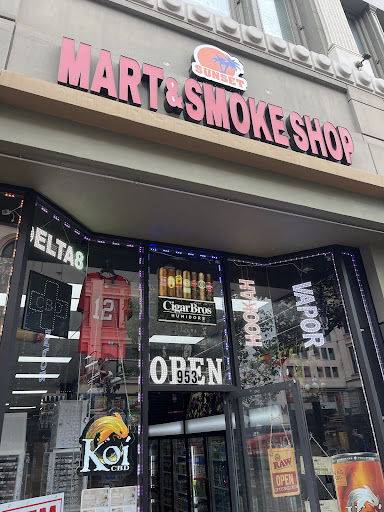 SUNSET
MART & SMOKE SHOP
DELTA8
CBD
12
CigarBros
HUMIDORS
HOOKAH
VAPOR
OPEN
953
Koi
CBD
RAW
OPEN